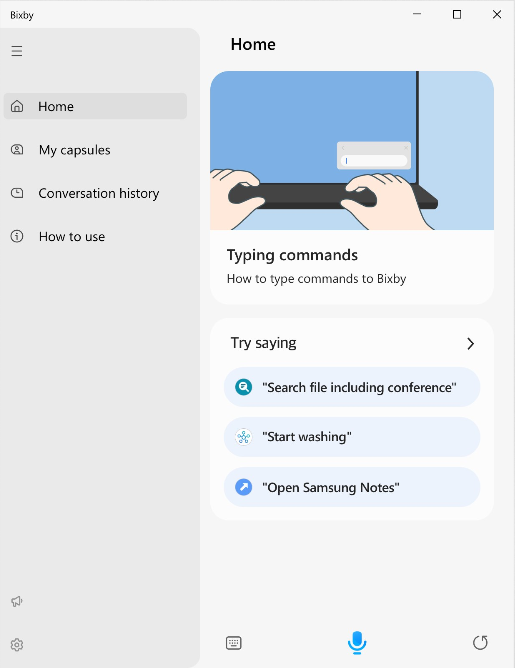 Bixby
Home
My capsules
Conversation history
How to use
Home
Typing commands
How to type commands to Bixby
Try saying
"Search file including conference"
"Start washing"
"Open Samsung Notes"